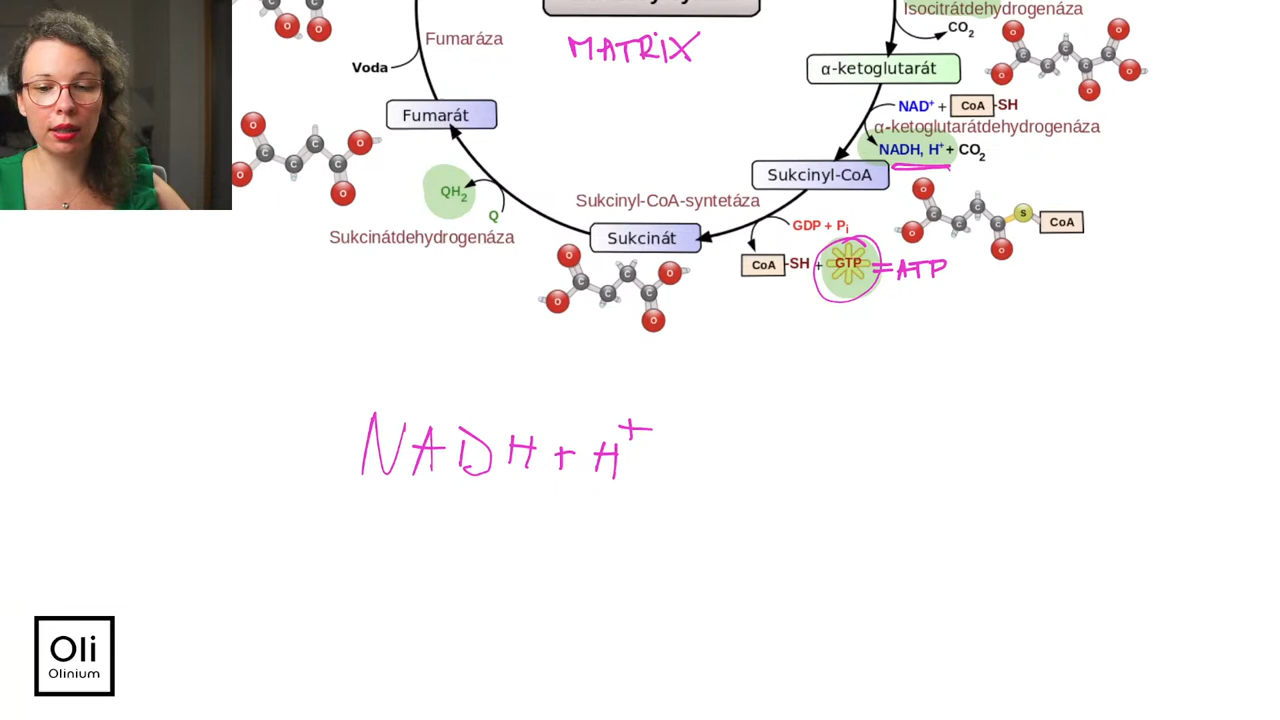 Isocitrátdehydrogenáza
CO2
Fumaráza
MATRIX
Voda
α-ketoglutarát
NAD+ + CoA -SH
Fumarát
α-ketoglutarátdehydrogenáza
NADH, H+ + CO2
Sukcinyl-CoA
QH2
Q
Sukcinyl-CoA-syntetáza
GDP + Pi
Sukcinátdehydrogenáza
Sukcinát
CoA -SH + GTP = ATP
S CoA
NADH + H+
Oli
Olinium